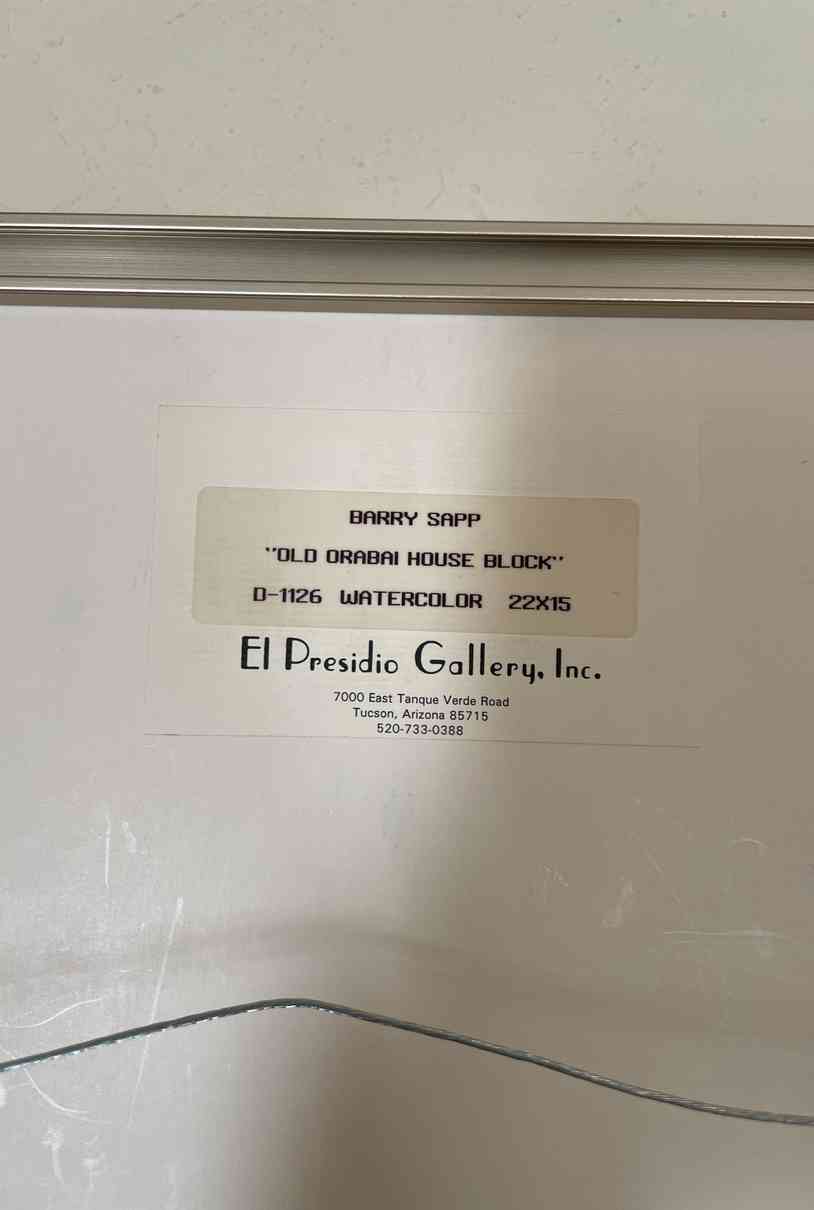 BARRY SAPP
"OLD ORABAI HOUSE BLOCK"
D-1126 WATERCOLOR 22X15
El Presidio Gallery, Inc.
7000 East Tanque Verde Road
Tucson, Arizona 85715
520-733-0388